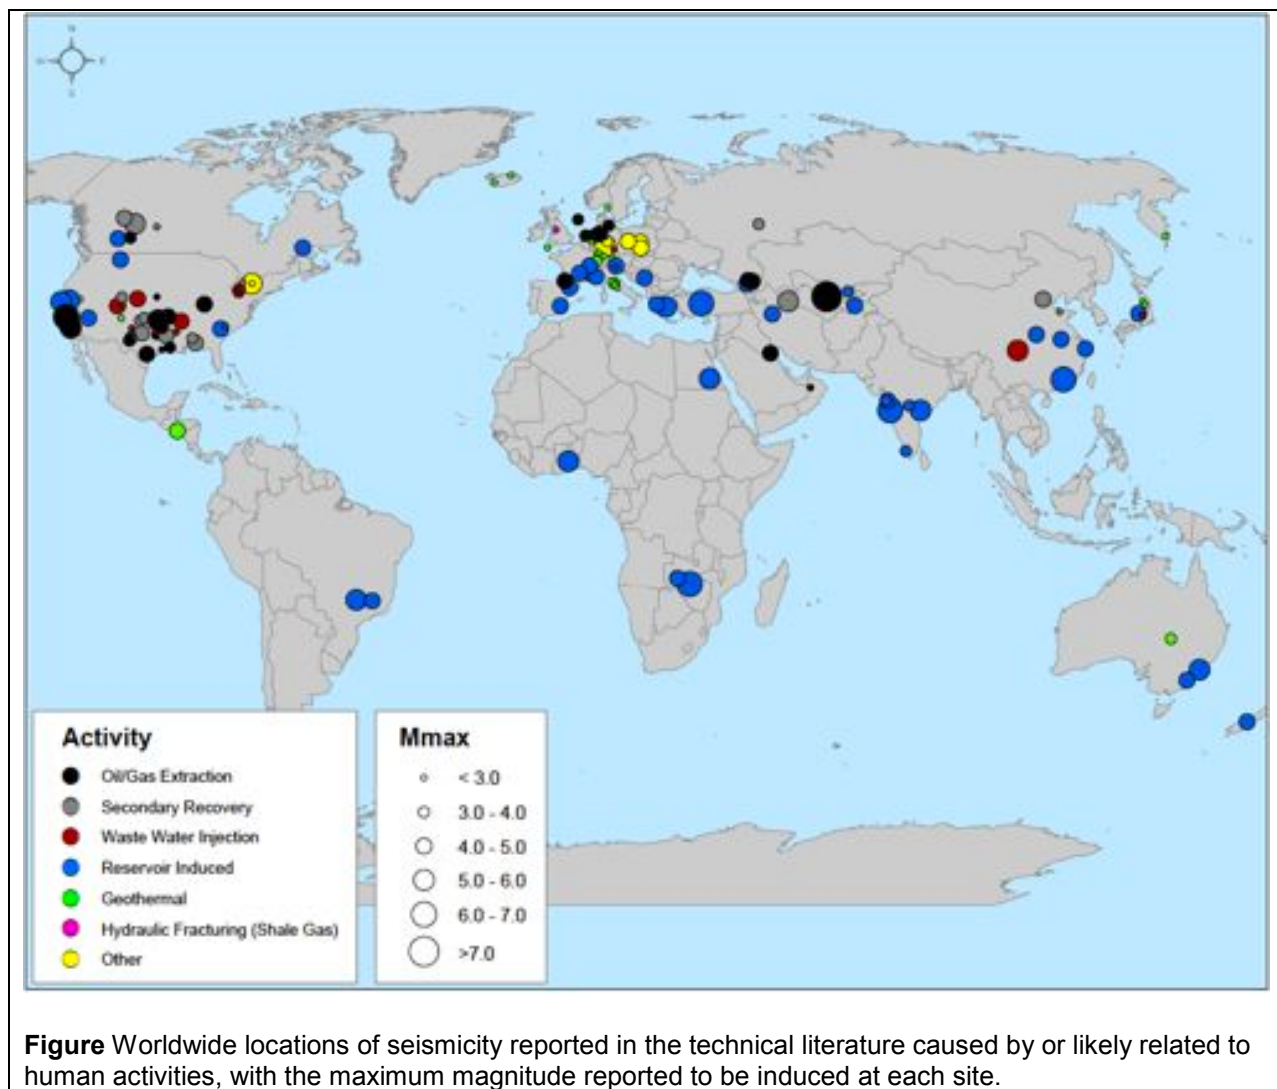 N
E
S
Activity
Oil/Gas Extraction
Secondary Recovery
Waste Water Injection
Reservoir Induced
Geothermal
Hydraulic Fracturing (Shale Gas)
Other
Mmax
< 3.0
3.0 - 4.0
4.0 - 5.0
5.0 - 6.0
6.0 - 7.0
>7.0
Figure Worldwide locations of seismicity reported in the technical literature caused by or likely related to
human activities, with the maximum magnitude reported to be induced at each site.